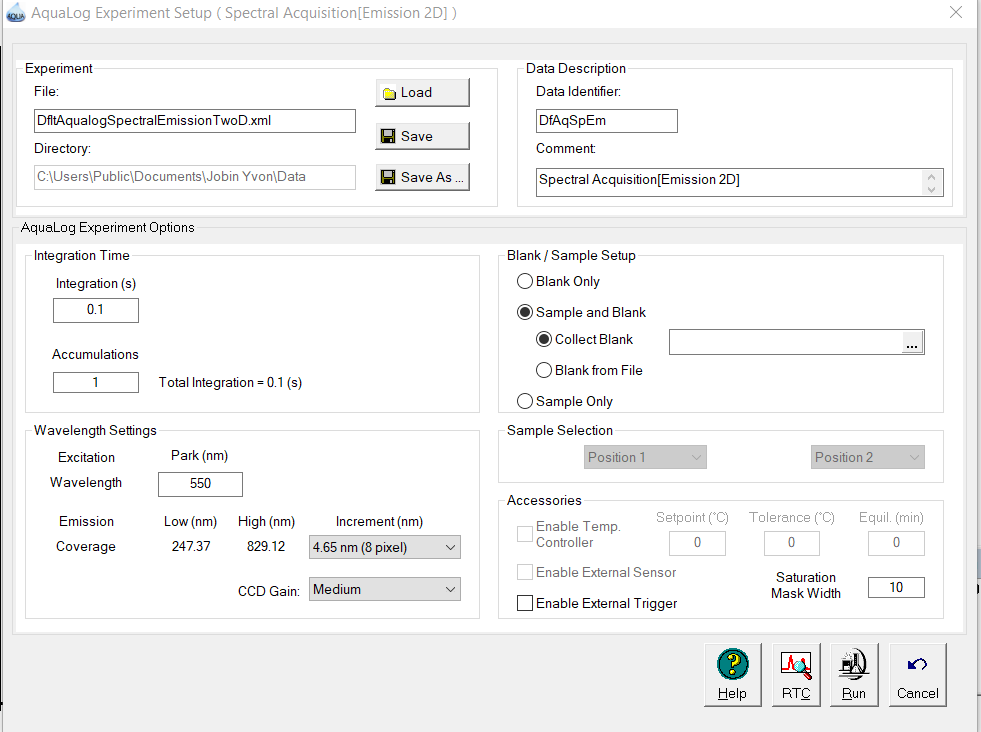 AquaLog Experiment Setup ( Spectral Acquisition[Emission 2D] )
Experiment
File:
DfltAqualogSpectralEmissionTwoD.xml
Directory:
C:\Users\Public\Documents\Jobin Yvon\Data
Load
Save
Save As ...
Data Description
Data Identifier:
DfAqSpEm
Comment:
Spectral Acquisition[Emission 2D]
AquaLog Experiment Options
Integration Time
Integration (s)
0.1
Accumulations
1 Total Integration = 0.1 (s)
Blank / Sample Setup
Blank Only
Sample and Blank
Collect Blank ...
Blank from File
Sample Only
Wavelength Settings
Excitation Park (nm)
Wavelength 550
Emission Low (nm) High (nm) Increment (nm)
Coverage 247.37 829.12 4.65 nm (8 pixel)
CCD Gain: Medium
Sample Selection
Position 1 Position 2
Accessories
Enable Temp.
Controller
Setpoint (°C) Tolerance (°C) Equil. (min)
0 0 0
Enable External Sensor
Enable External Trigger
Saturation
Mask Width
10
Help RTC Run Cancel